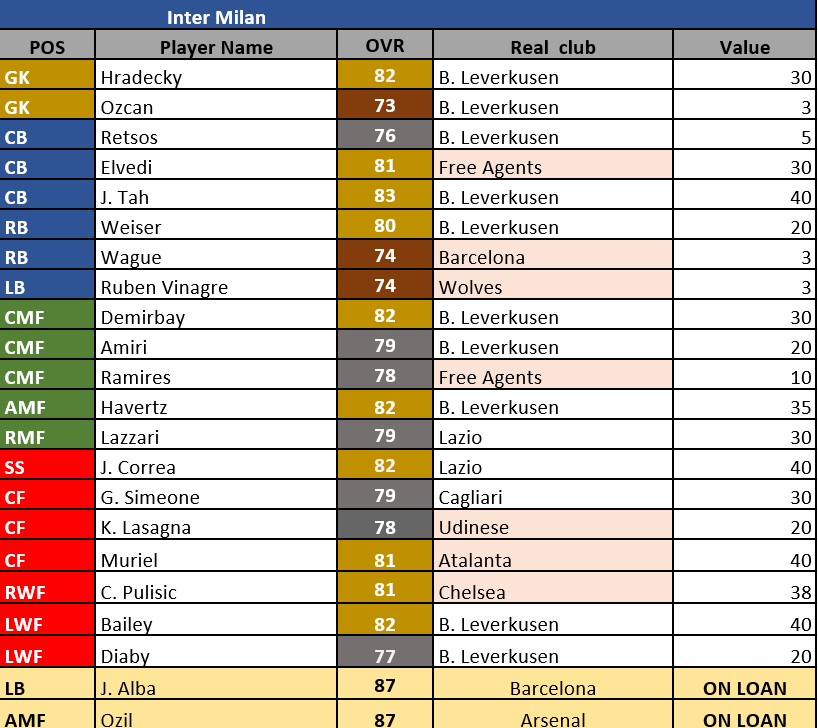 Inter Milan
POS Player Name OVR Real club Value
GK Hradecky 82 B. Leverkusen 30
GK Ozcan 73 B. Leverkusen 3
CB Retsos 76 B. Leverkusen 5
CB Elvedi 81 Free Agents 30
CB J. Tah 83 B. Leverkusen 40
RB Weiser 80 B. Leverkusen 20
RB Wague 74 Barcelona 3
LB Ruben Vinagre 74 Wolves 3
CMF Demirbay 82 B. Leverkusen 30
CMF Amiri 79 B. Leverkusen 20
CMF Ramires 78 Free Agents 10
AMF Havertz 82 B. Leverkusen 35
RMF Lazzari 79 Lazio 30
SS J. Correa 82 Lazio 40
CF G. Simeone 79 Cagliari 30
CF K. Lasagna 78 Udinese 20
CF Muriel 81 Atalanta 40
RWF C. Pulisic 81 Chelsea 38
LWF Bailey 82 B. Leverkusen 40
LWF Diaby 77 B. Leverkusen 20
LB J. Alba 87 Barcelona ON LOAN
AMF Ozil 87 Arsenal ON LOAN